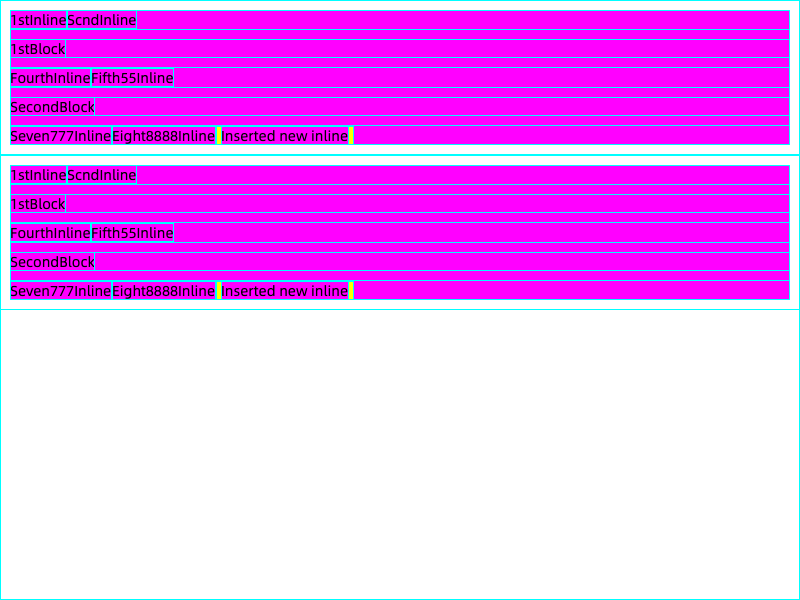 1stInlineScndInline
1stBlock
FourthInlineFifth55Inline
SecondBlock
Seven777InlineEight8888Inline Inserted new inline
1stInlineScndInline
1stBlock
FourthInlineFifth55Inline
SecondBlock
Seven777InlineEight8888Inline Inserted new inline